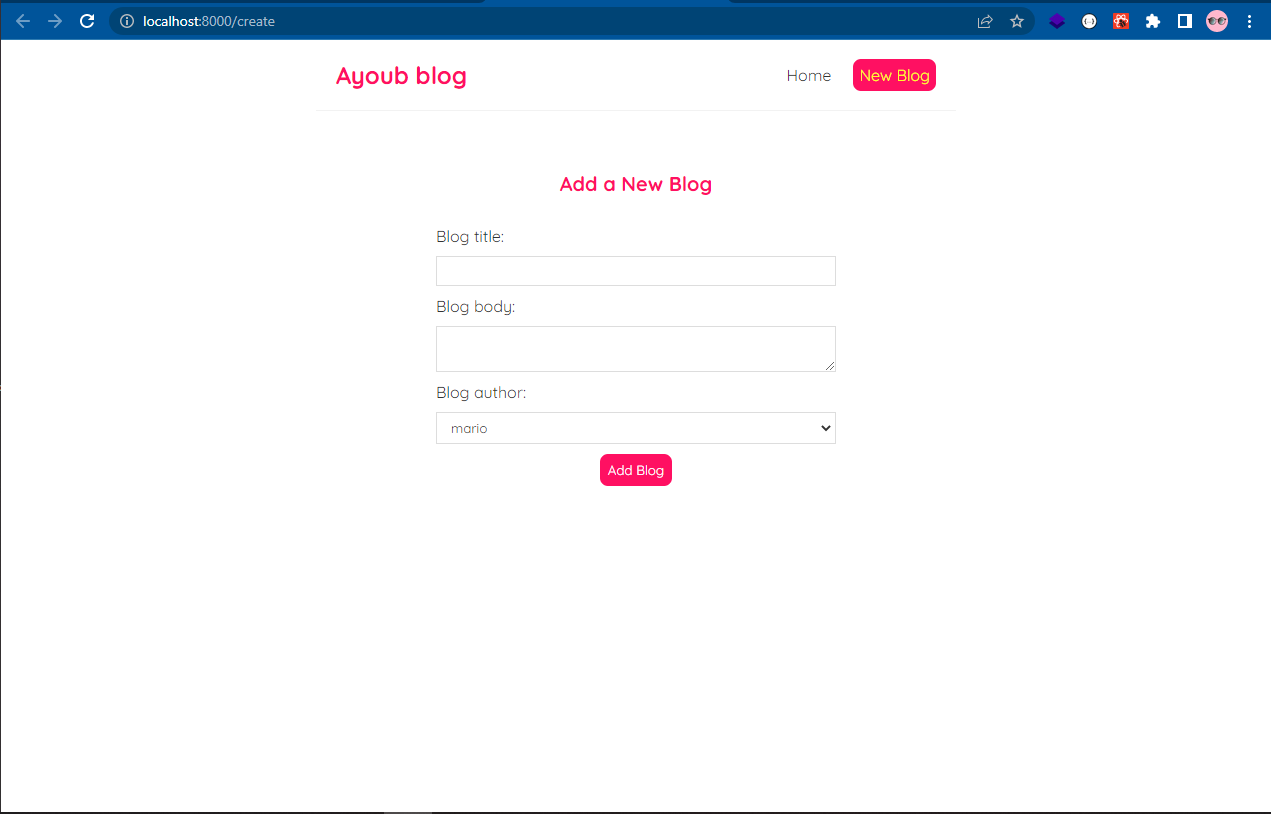 localhost:8000/create
Ayoub blog
Home
New Blog
Add a New Blog
Blog title:
Blog body:
Blog author:
mario
Add Blog